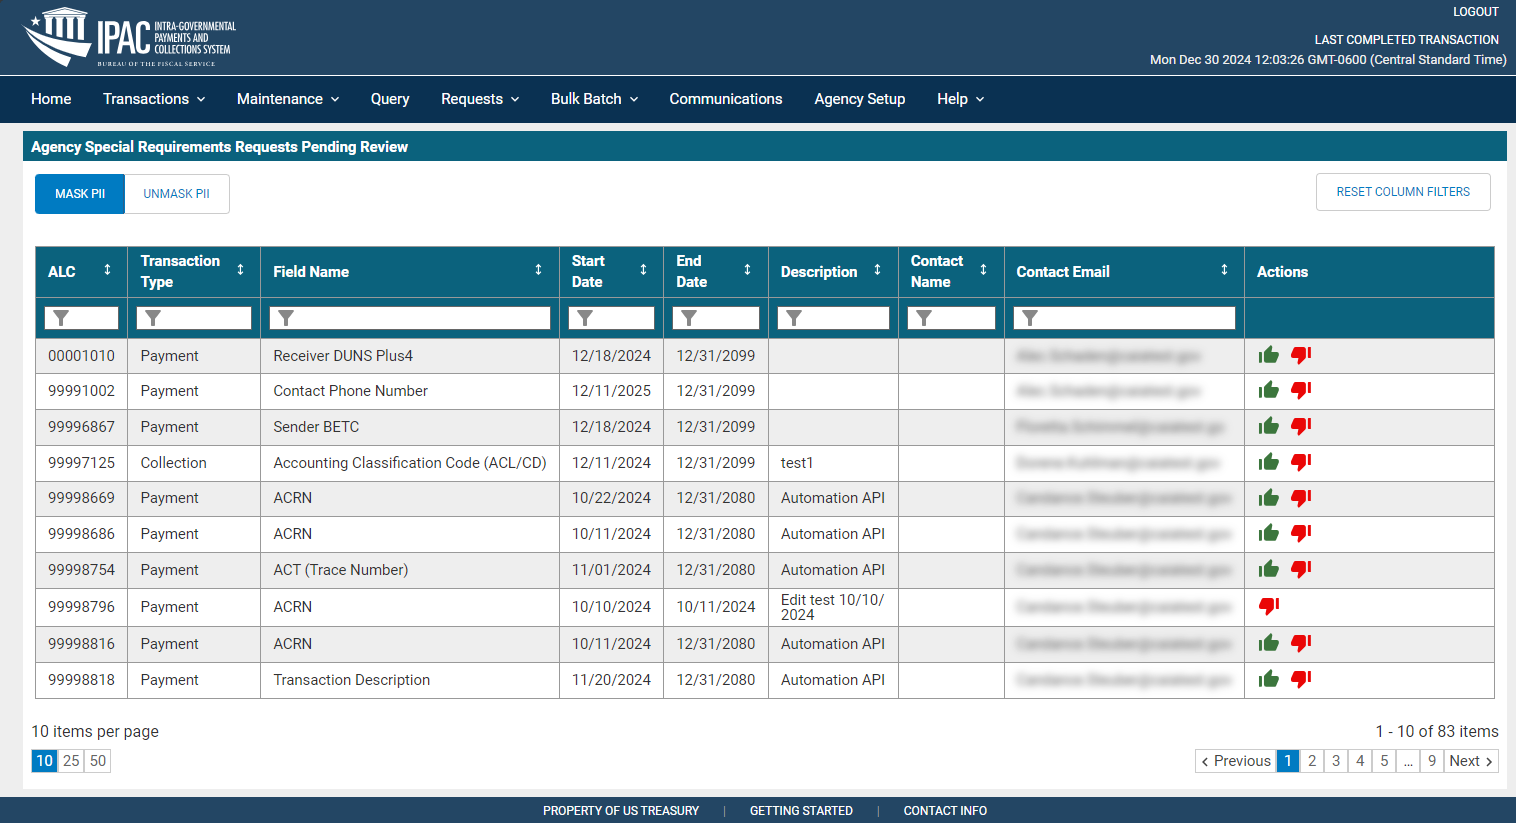 LOGOUT
IPAC INTRA-GOVERNMENTAL
PAYMENTS AND
COLLECTIONS SYSTEM
BUREAU OF THE FISCAL SERVICE
LAST COMPLETED TRANSACTION
Mon Dec 30 2024 12:03:26 GMT-0600 (Central Standard Time)
Home Transactions Maintenance Query Requests Bulk Batch Communications Agency Setup Help
Agency Special Requirements Requests Pending Review
MASK PII UNMASK PII RESET COLUMN FILTERS
ALC Transaction Type Field Name Start Date End Date Description Contact Name Contact Email Actions
00001010 Payment Receiver DUNS Plus4 12/18/2024 12/31/2099
99991002 Payment Contact Phone Number 12/11/2025 12/31/2099
99996867 Payment Sender BETC 12/18/2024 12/31/2099
99997125 Collection Accounting Classification Code (ACL/CD) 12/11/2024 12/31/2099 test1
99998669 Payment ACRN 10/22/2024 12/31/2080 Automation API
99998686 Payment ACRN 10/11/2024 12/31/2080 Automation API
99998754 Payment ACT (Trace Number) 11/01/2024 12/31/2080 Automation API
99998796 Payment ACRN 10/10/2024 10/11/2024 Edit test 10/10/
2024
99998816 Payment ACRN 10/11/2024 12/31/2080 Automation API
99998818 Payment Transaction Description 11/20/2024 12/31/2080 Automation API
10 items per page 1 - 10 of 83 items
10 25 50 Previous 1 2 3 4 5 ... 9 Next
PROPERTY OF US TREASURY | GETTING STARTED | CONTACT INFO